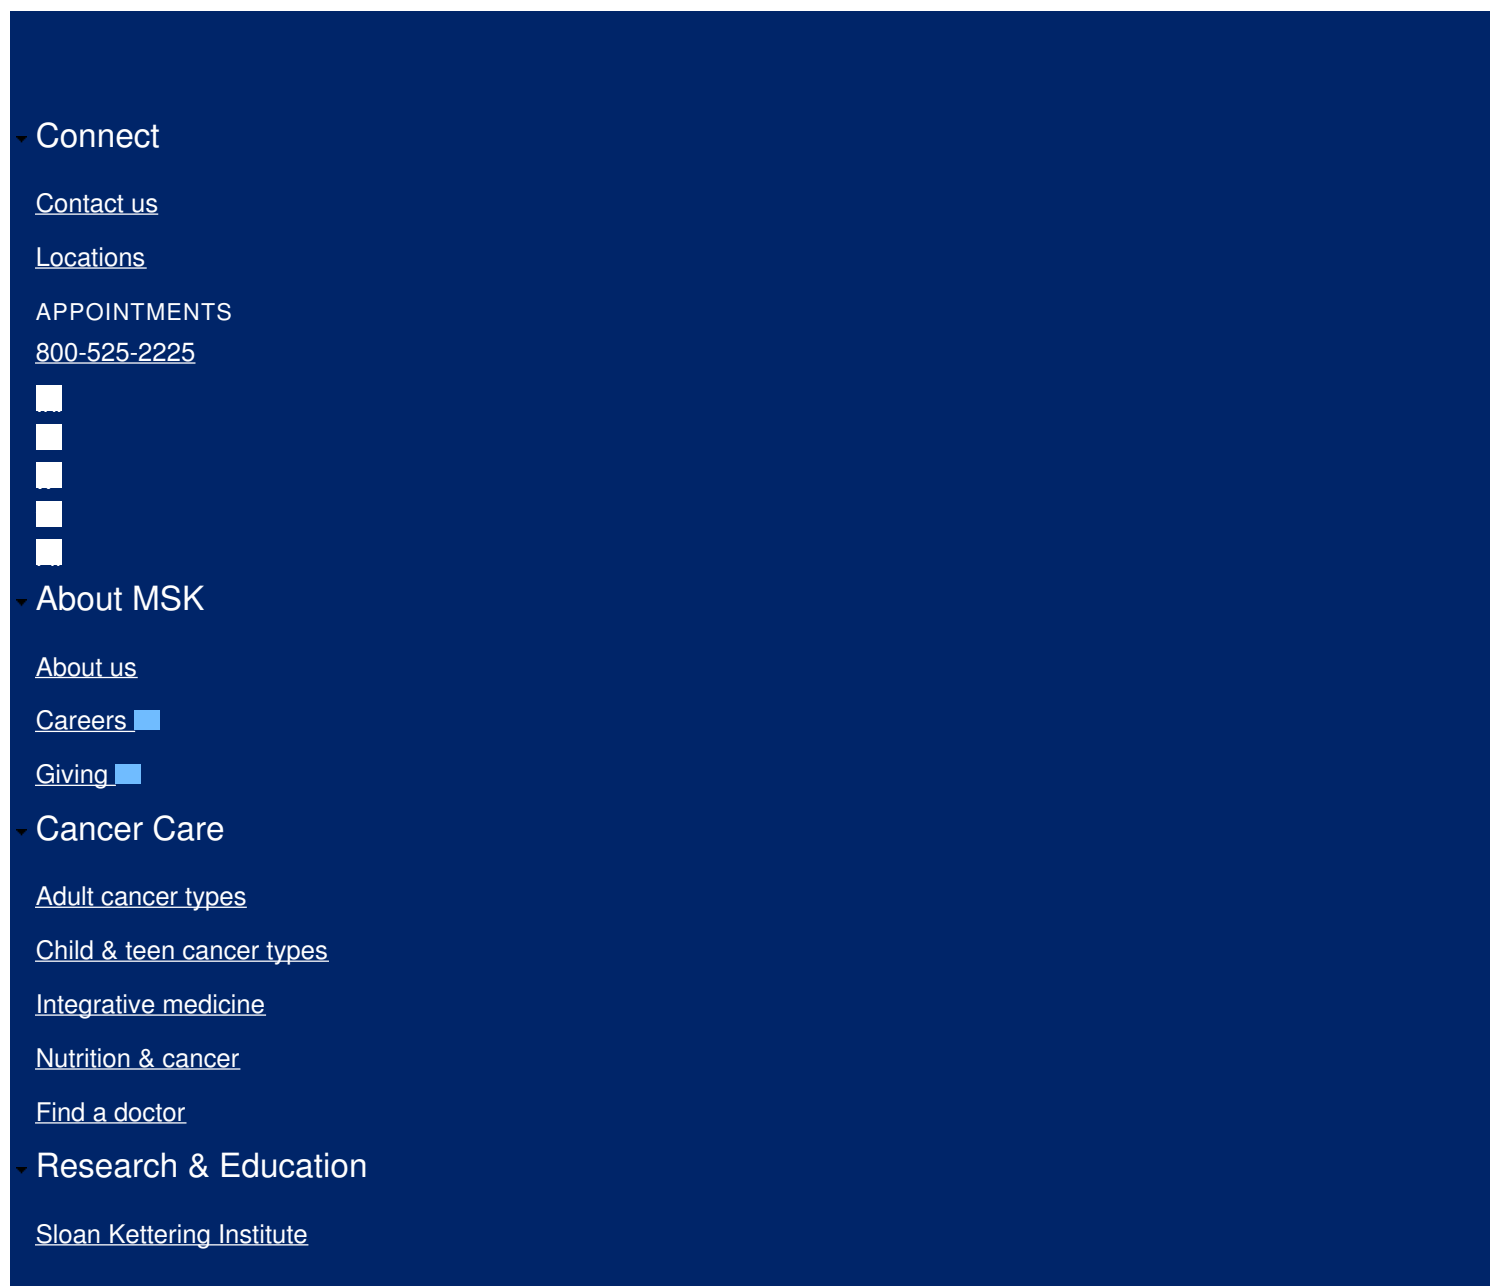 Connect
Contact us
Locations
APPOINTMENTS
800-525-2225
About MSK
About us
Careers
Giving
Cancer Care
Adult cancer types
Child & teen cancer types
Integrative medicine
Nutrition & cancer
Find a doctor
Research & Education
Sloan Kettering Institute